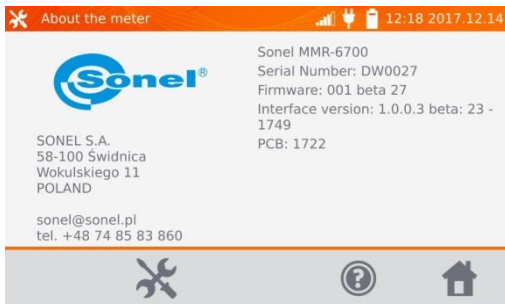 About the meter
12:18 2017.12.14
Sonel®
SONEL S.A.
58-100 Świdnica
Wokulskiego 11
POLAND
sonel@sonel.pl
tel. +48 74 85 83 860
Sonel MMR-6700
Serial Number: DW0027
Firmware: 001 beta 27
Interface version: 1.0.0.3 beta: 23 -
1749
PCB: 1722
?